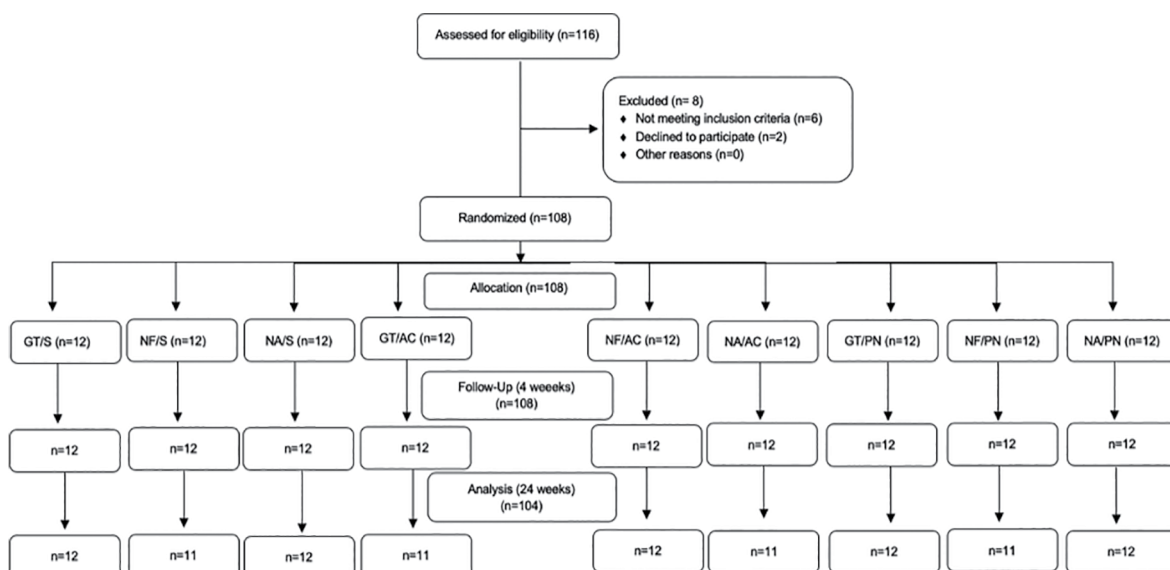 Assessed for eligibility (n=116)
Excluded (n= 8)
♦ Not meeting inclusion criteria (n=6)
♦ Declined to participate (n=2)
♦ Other reasons (n=0)
Randomized (n=108)
Allocation (n=108)
GT/S (n=12)
NF/S (n=12)
NA/S (n=12)
GT/AC (n=12)
NF/AC (n=12)
NA/AC (n=12)
GT/PN (n=12)
NF/PN (n=12)
NA/PN (n=12)
Follow-Up (4 weeeks)
(n=108)
n=12
n=12
n=12
n=12
n=12
n=12
n=12
n=12
n=12
Analysis (24 weeks)
(n=104)
n=12
n=11
n=12
n=11
n=12
n=11
n=12
n=11
n=12